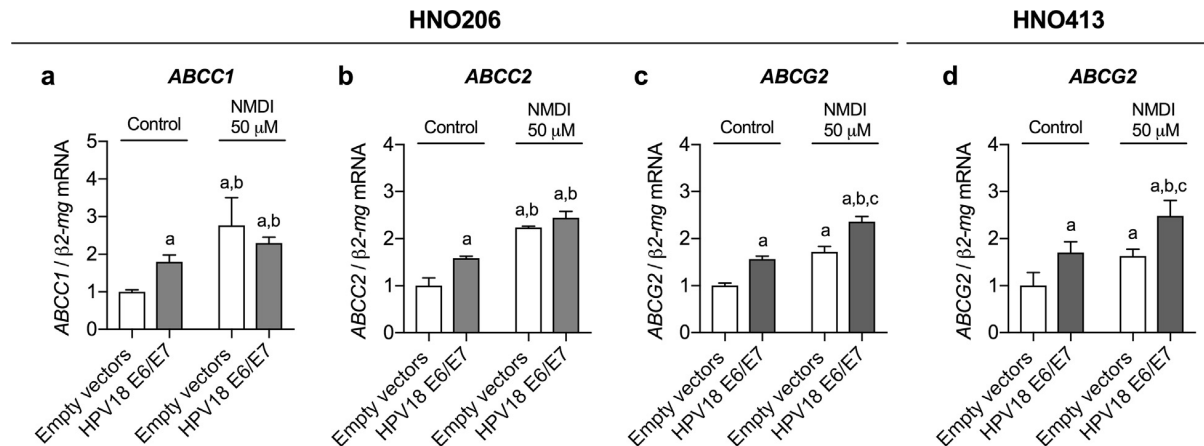 HNO206
HNO413
a
ABCC1
Control
NMDI
50 μM
ABCC1 / β2-mg mRNA
5
4
3
2
1
0
a
a,b
a,b
Empty vectors
HPV18 E6/E7
Empty vectors
HPV18 E6/E7
b
ABCC2
Control
NMDI
50 μM
ABCC2 / β2-mg mRNA
4
3
2
1
0
a
a,b
a,b
Empty vectors
HPV18 E6/E7
Empty vectors
HPV18 E6/E7
c
ABCG2
Control
NMDI
50 μM
ABCG2 / β2-mg mRNA
4
3
2
1
0
a
a
a,b,c
Empty vectors
HPV18 E6/E7
Empty vectors
HPV18 E6/E7
d
ABCG2
Control
NMDI
50 μM
ABCG2 / β2-mg mRNA
4
3
2
1
0
a
a
a,b,c
Empty vectors
HPV18 E6/E7
Empty vectors
HPV18 E6/E7